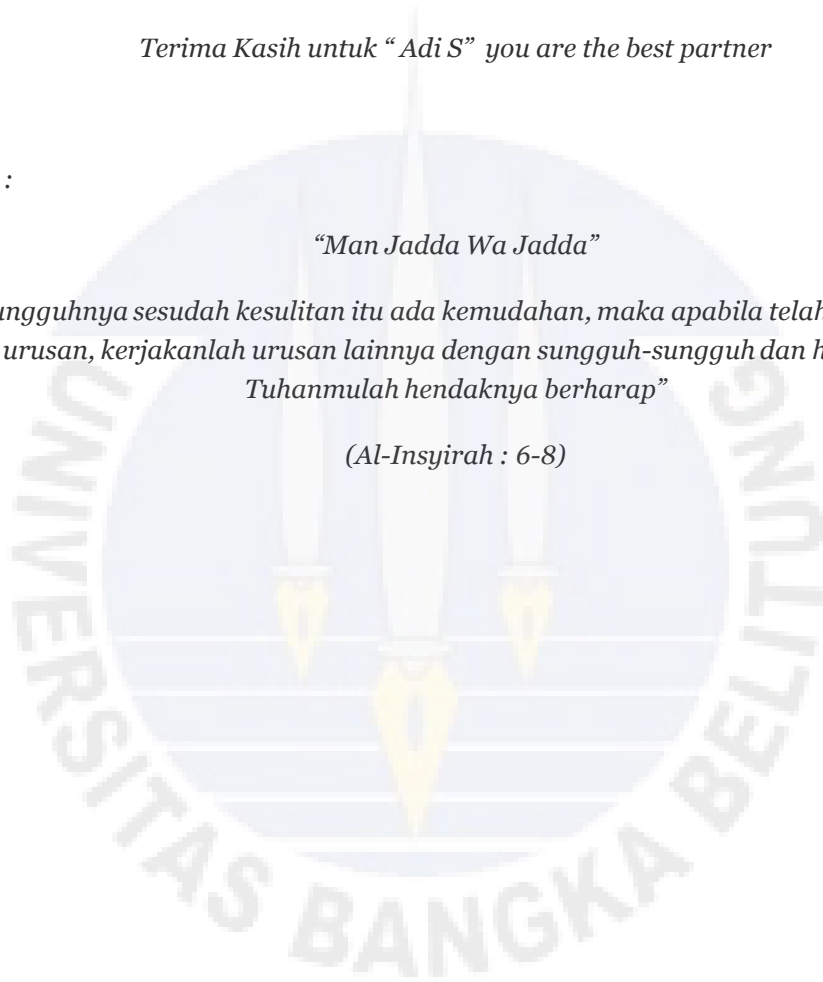 Terima Kasih untuk “ Adi S” you are the best partner
:
“Man Jadda Wa Jadda”
ungguhnya sesudah kesulitan itu ada kemudahan, maka apabila telah
urusan, kerjakanlah urusan lainnya dengan sungguh-sungguh dan h
Tuhanmulah hendaknya berharap”
(Al-Insyirah : 6-8)
UNIVERSITAS BANGKA BELITUNG